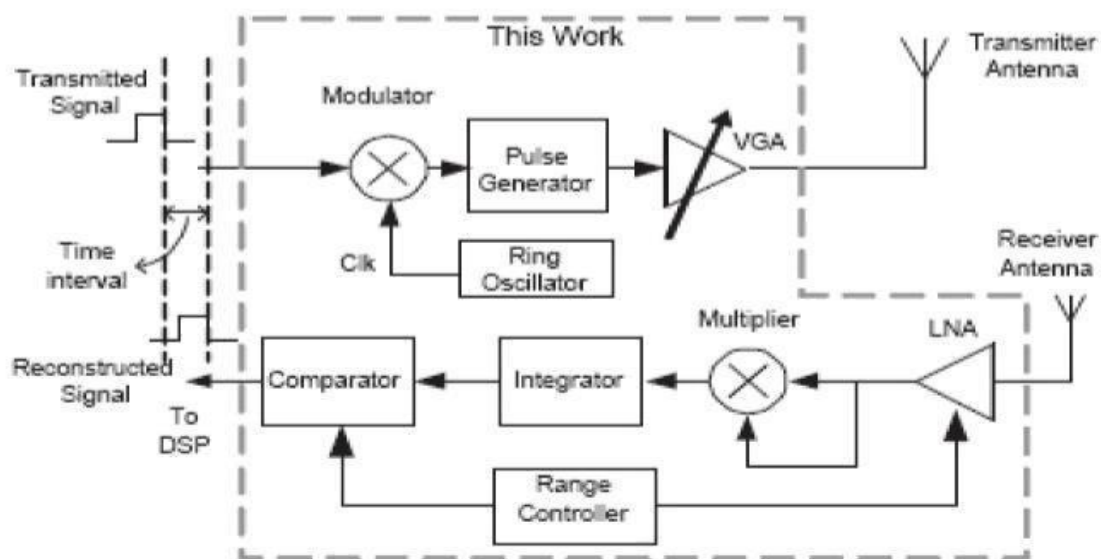 This Work
Transmitted
Signal
Modulator
Pulse
Generator
VGA
Transmitter
Antenna
Time
interval
Clk
Ring
Oscillator
Receiver
Antenna
Multiplier
LNA
Reconstructed
Signal
Comparator
Integrator
To
DSP
Range
Controller